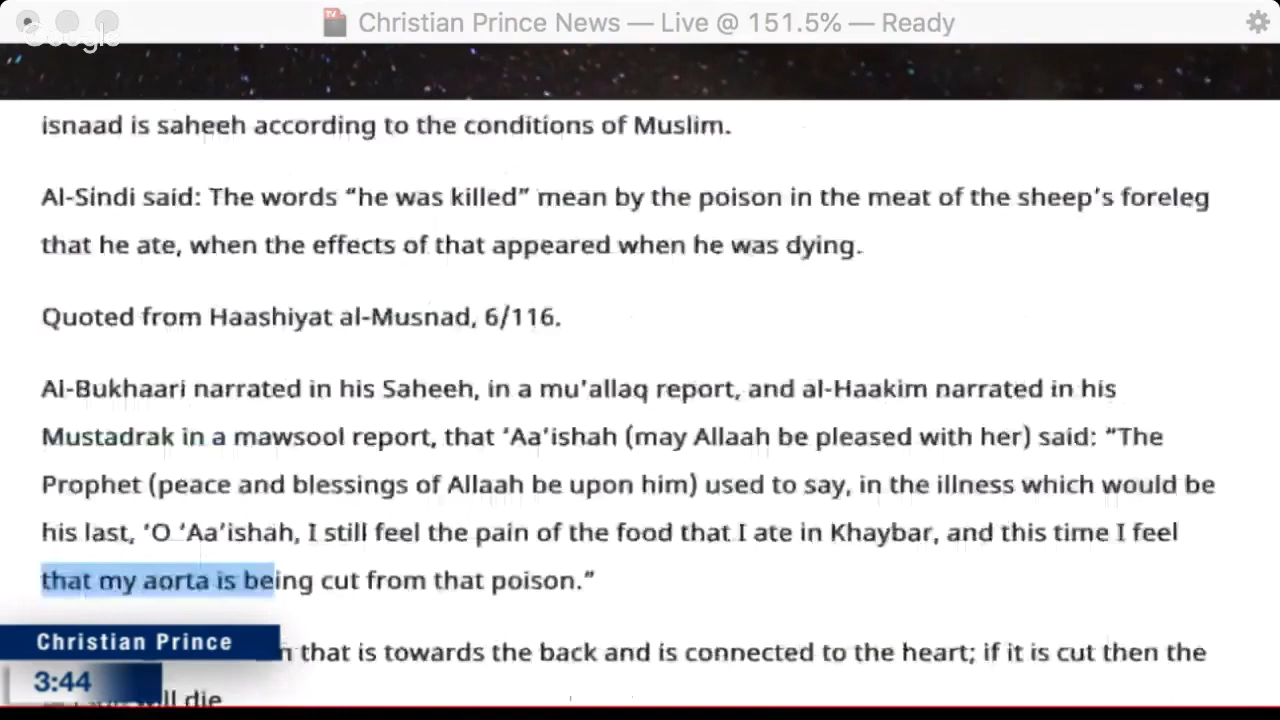 Christian Prince News — Live @ 151.5% — Ready
Google
isnaad is saheeh according to the conditions of Muslim.
Al-Sindi said: The words “he was killed” mean by the poison in the meat of the sheep’s foreleg
that he ate, when the effects of that appeared when he was dying.
Quoted from Haashiyat al-Musnad, 6/116.
Al-Bukhaari narrated in his Saheeh, in a mu’allaq report, and al-Haakim narrated in his
Mustadrak in a mawsool report, that ‘Aa’ishah (may Allaah be pleased with her) said: “The
Prophet (peace and blessings of Allaah be upon him) used to say, in the illness which would be
his last, ‘O ‘Aa’ishah, I still feel the pain of the food that I ate in Khaybar, and this time I feel
that my aorta is being cut from that poison.”
Christian Prince
that is towards the back and is connected to the heart; if it is cut then the
3:44
will die